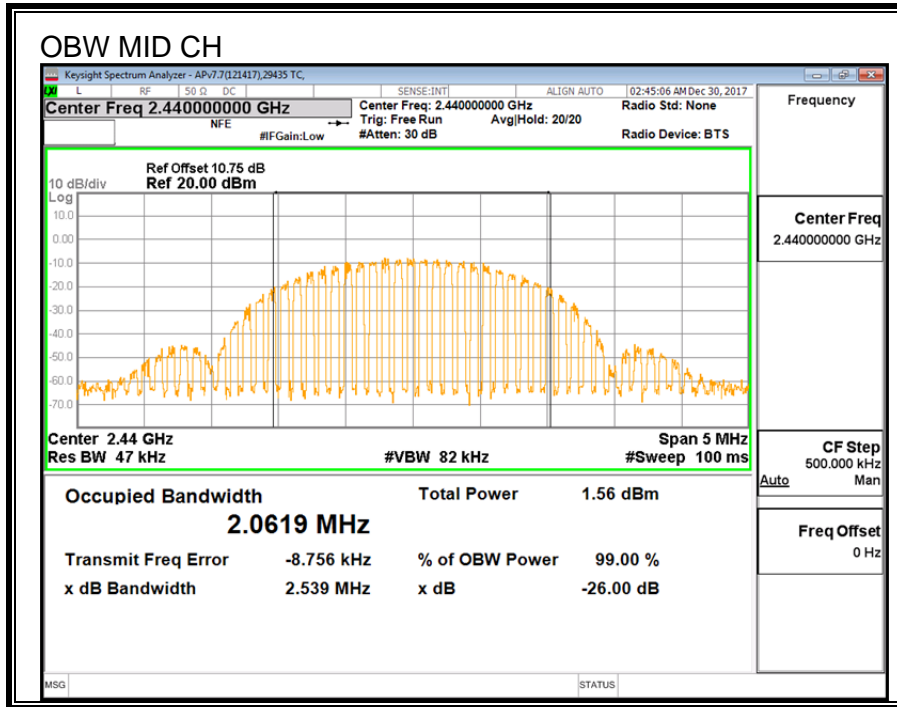 OBW MID CH
Keysight Spectrum Analyzer - APv7.7(121417),29435 TC,
LXI L RF 50 Ω DC SENSE:INT ALIGN AUTO 02:45:06 AM Dec 30, 2017
Center Freq 2.440000000 GHz
NFE
#IFGain:Low
Center Freq: 2.440000000 GHz
Trig: Free Run Avg|Hold: 20/20
#Atten: 30 dB
Radio Std: None
Radio Device: BTS
Ref Offset 10.75 dB
10 dB/div Ref 20.00 dBm
Log
10.0
0.00
-10.0
-20.0
-30.0
-40.0
-50.0
-60.0
-70.0
Center 2.44 GHz Span 5 MHz
Res BW 47 kHz #VBW 82 kHz #Sweep 100 ms
Occupied Bandwidth Total Power 1.56 dBm
2.0619 MHz
Transmit Freq Error -8.756 kHz % of OBW Power 99.00 %
x dB Bandwidth 2.539 MHz x dB -26.00 dB
MSG STATUS
Frequency
Center Freq
2.440000000 GHz
CF Step
500.000 kHz
Auto Man
Freq Offset
0 Hz